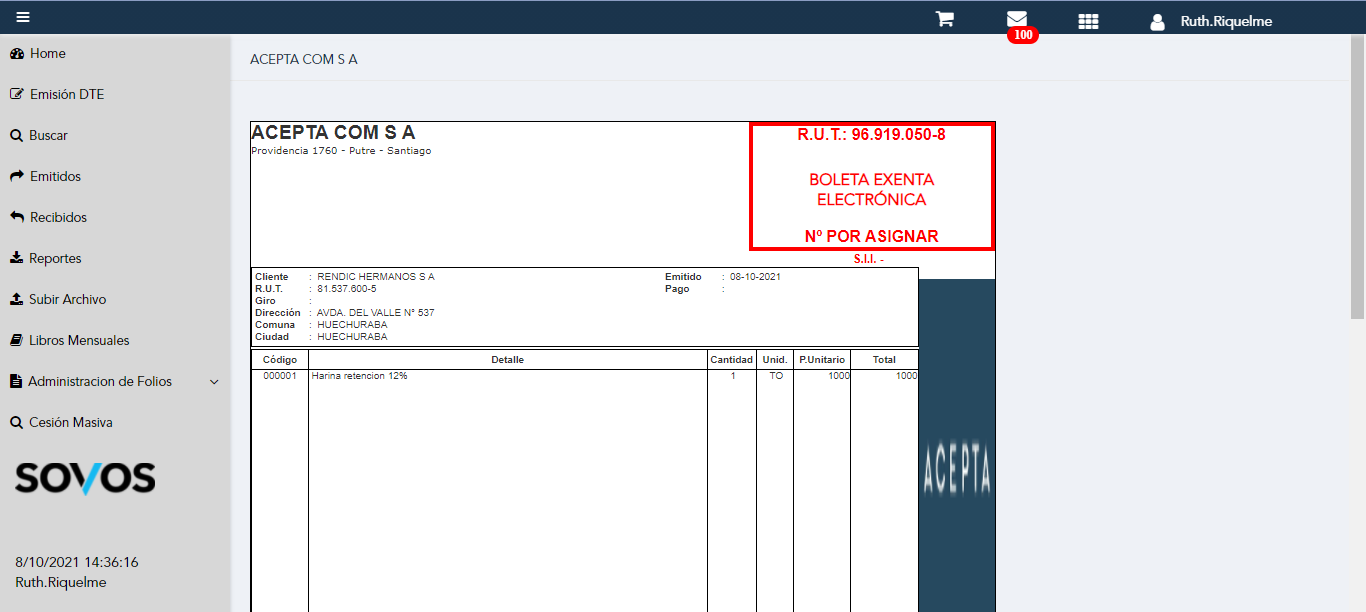 Ruth.Riquelme
100
Home
Emisión DTE
Buscar
Emitidos
Recibidos
Reportes
Subir Archivo
Libros Mensuales
Administracion de Folios
Cesión Masiva
SOVOS
8/10/2021 14:36:16
Ruth.Riquelme
ACEPTA COM S A
ACEPTA COM S A
Providencia 1760 - Putre - Santiago
R.U.T.: 96.919.050-8
BOLETA EXENTA
ELECTRÓNICA
Nº POR ASIGNAR
S.I.I. -
Cliente : RENDIC HERMANOS S A Emitido : 08-10-2021
R.U.T. : 81.537.600-5 Pago :
Giro :
Dirección : AVDA. DEL VALLE N° 537
Comuna : HUECHURABA
Ciudad : HUECHURABA
Código Detalle Cantidad Unid. P.Unitario Total
000001 Harina retencion 12% 1 TO 1000 1000
ACEPTA